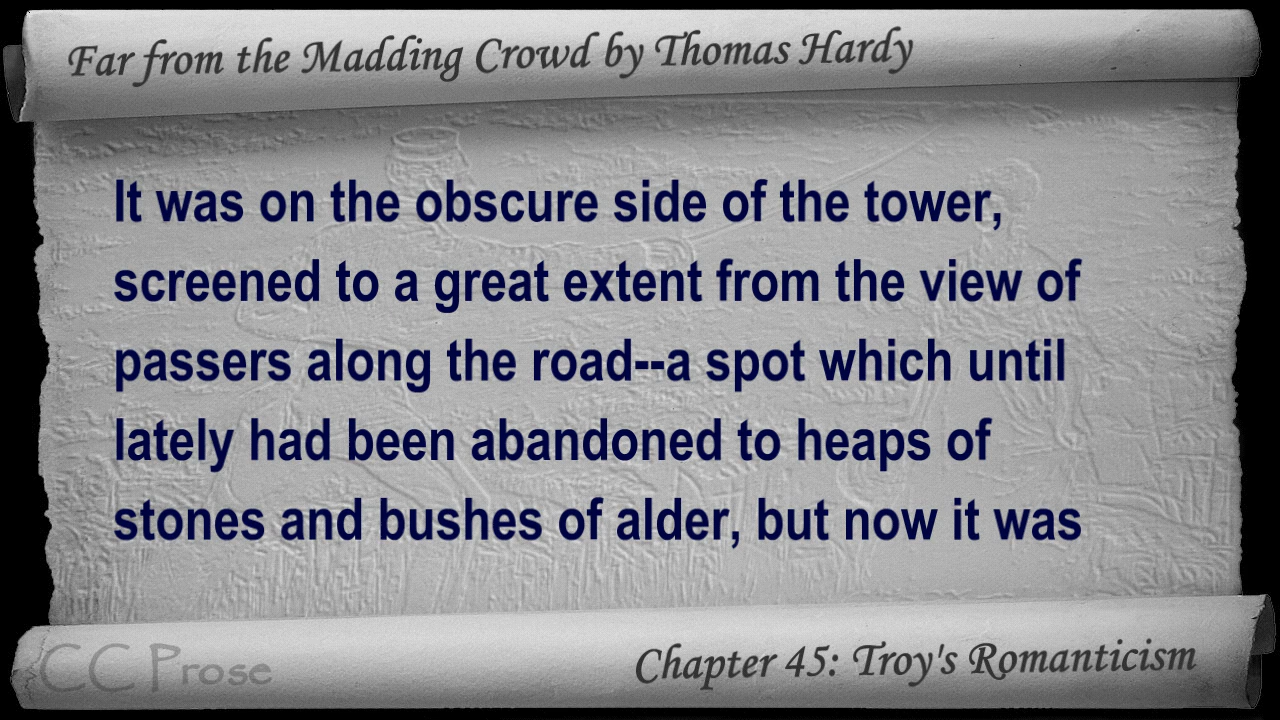 Far from the Madding Crowd by Thomas Hardy
It was on the obscure side of the tower,
screened to a great extent from the view of
passers along the road--a spot which until
lately had been abandoned to heaps of
stones and bushes of alder, but now it was
CC Prose
Chapter 45: Troy's Romanticism